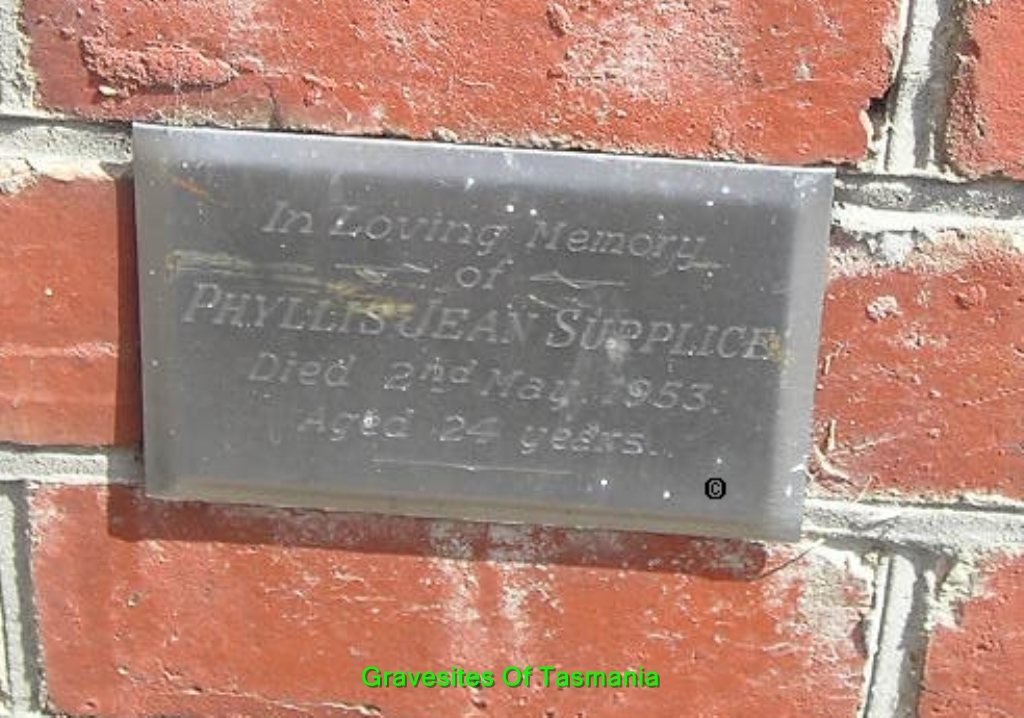 In Loving Memory
of
PHYLLIS JEAN SUPPLICE
Died 2nd May. 1953.
Aged 24 years.
©
Gravesites Of Tasmania